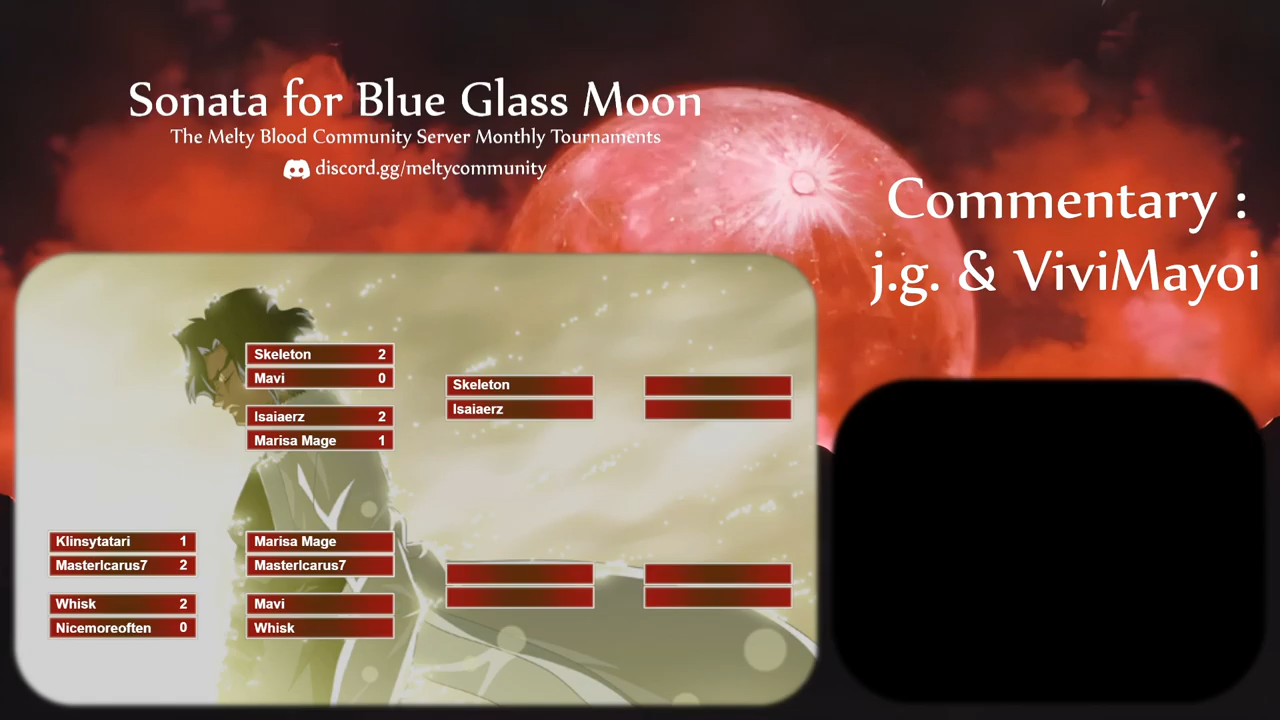 Sonata for Blue Glass Moon
The Melty Blood Community Server Monthly Tournaments
discord.gg/meltycommunity
Commentary :
j.g. & ViviMayoi
Skeleton 2
Mavi 0
Isaiaerz 2
Marisa Mage 1
Skeleton
Isaiaerz
Klinsytatari 1
MasterIcarus7 2
Whisk 2
Nicemoreoften 0
Marisa Mage
MasterIcarus7
Mavi
Whisk